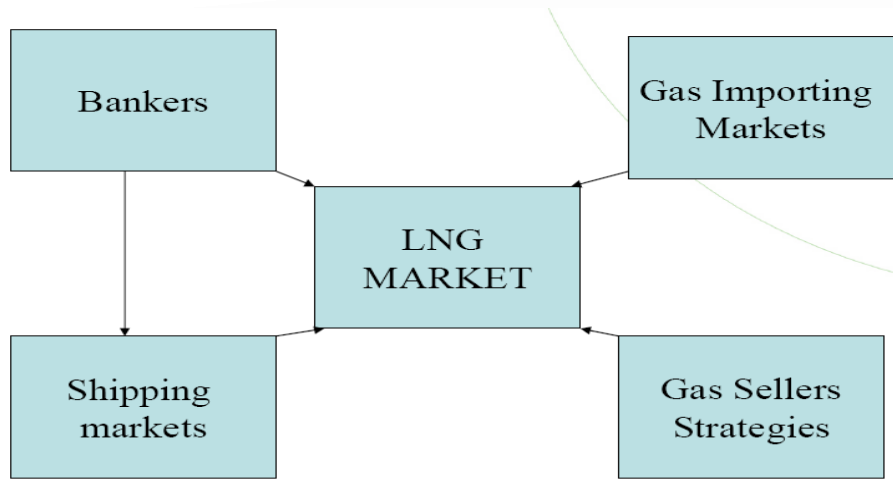 Bankers
Gas Importing
Markets
LNG
MARKET
Shipping
markets
Gas Sellers
Strategies